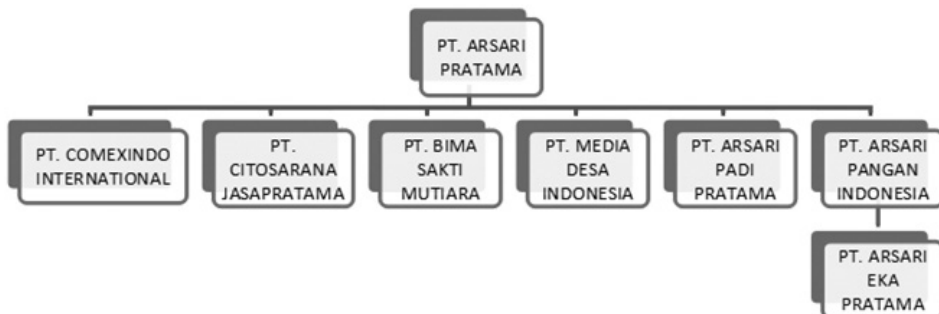 PT. ARSARI
PRATAMA
PT. COMEXINDO
INTERNATIONAL
PT.
CITOSARANA
JASAPRATAMA
PT. BIMA
SAKTI
MUTIARA
PT. MEDIA
DESA
INDONESIA
PT. ARSARI
PADI
PRATAMA
PT. ARSARI
PANGAN
INDONESIA
PT. ARSARI
EKA
PRATAMA